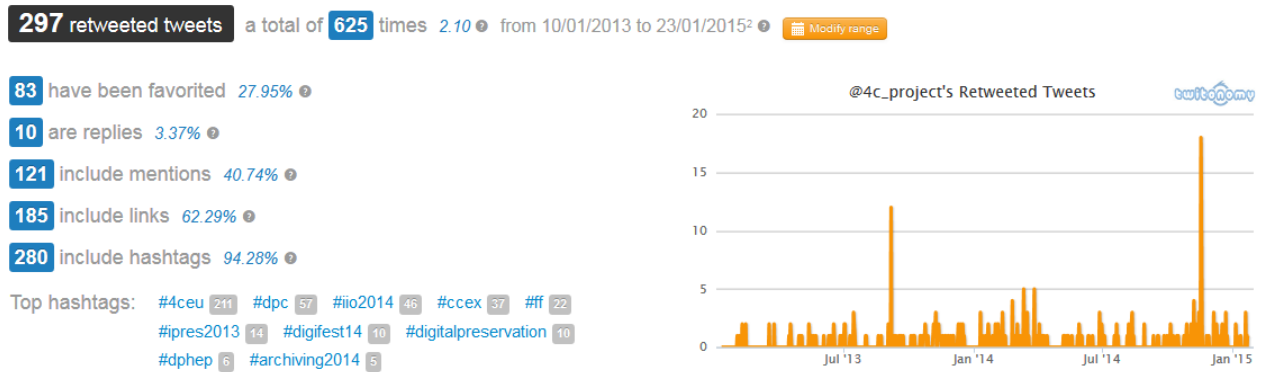 297 retweeted tweets a total of 625 times 2.10 ? from 10/01/2013 to 23/01/2015² ? Modify range
83 have been favorited 27.95% ?
10 are replies 3.37% ?
121 include mentions 40.74% ?
185 include links 62.29% ?
280 include hashtags 94.28% ?
Top hashtags: #4ceu 211 #dpc 57 #iio2014 46 #ccex 37 #ff 22
#ipres2013 14 #digifest14 10 #digitalpreservation 10
#dphep 6 #archiving2014 5
@4c_project's Retweeted Tweets
twitonomy
20
15
10
5
0
Jul '13 Jan '14 Jul '14 Jan '15